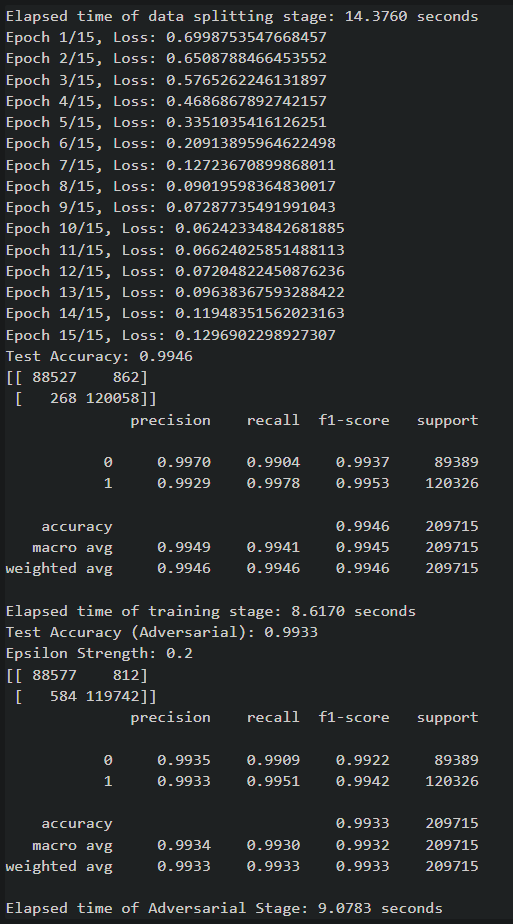 Elapsed time of data splitting stage: 14.3760 seconds
Epoch 1/15, Loss: 0.6998753547668457
Epoch 2/15, Loss: 0.6508788466453552
Epoch 3/15, Loss: 0.5765262246131897
Epoch 4/15, Loss: 0.4686867892742157
Epoch 5/15, Loss: 0.3351035416126251
Epoch 6/15, Loss: 0.20913895964622498
Epoch 7/15, Loss: 0.12723670899868011
Epoch 8/15, Loss: 0.09019598364830017
Epoch 9/15, Loss: 0.07287735491991043
Epoch 10/15, Loss: 0.06242334842681885
Epoch 11/15, Loss: 0.06624025851488113
Epoch 12/15, Loss: 0.07204822450876236
Epoch 13/15, Loss: 0.09638367593288422
Epoch 14/15, Loss: 0.11948351562023163
Epoch 15/15, Loss: 0.1296902298927307
Test Accuracy: 0.9946
[[ 88527    862]
 [   268 120058]]
              precision    recall  f1-score   support

           0     0.9970    0.9904    0.9937     89389
           1     0.9929    0.9978    0.9953    120326

    accuracy                         0.9946    209715
   macro avg     0.9949    0.9941    0.9945    209715
weighted avg     0.9946    0.9946    0.9946    209715

Elapsed time of training stage: 8.6170 seconds
Test Accuracy (Adversarial): 0.9933
Epsilon Strength: 0.2
[[ 88577    812]
 [   584 119742]]
              precision    recall  f1-score   support

           0     0.9935    0.9909    0.9922     89389
           1     0.9933    0.9951    0.9942    120326

    accuracy                         0.9933    209715
   macro avg     0.9934    0.9930    0.9932    209715
weighted avg     0.9933    0.9933    0.9933    209715

Elapsed time of Adversarial Stage: 9.0783 seconds